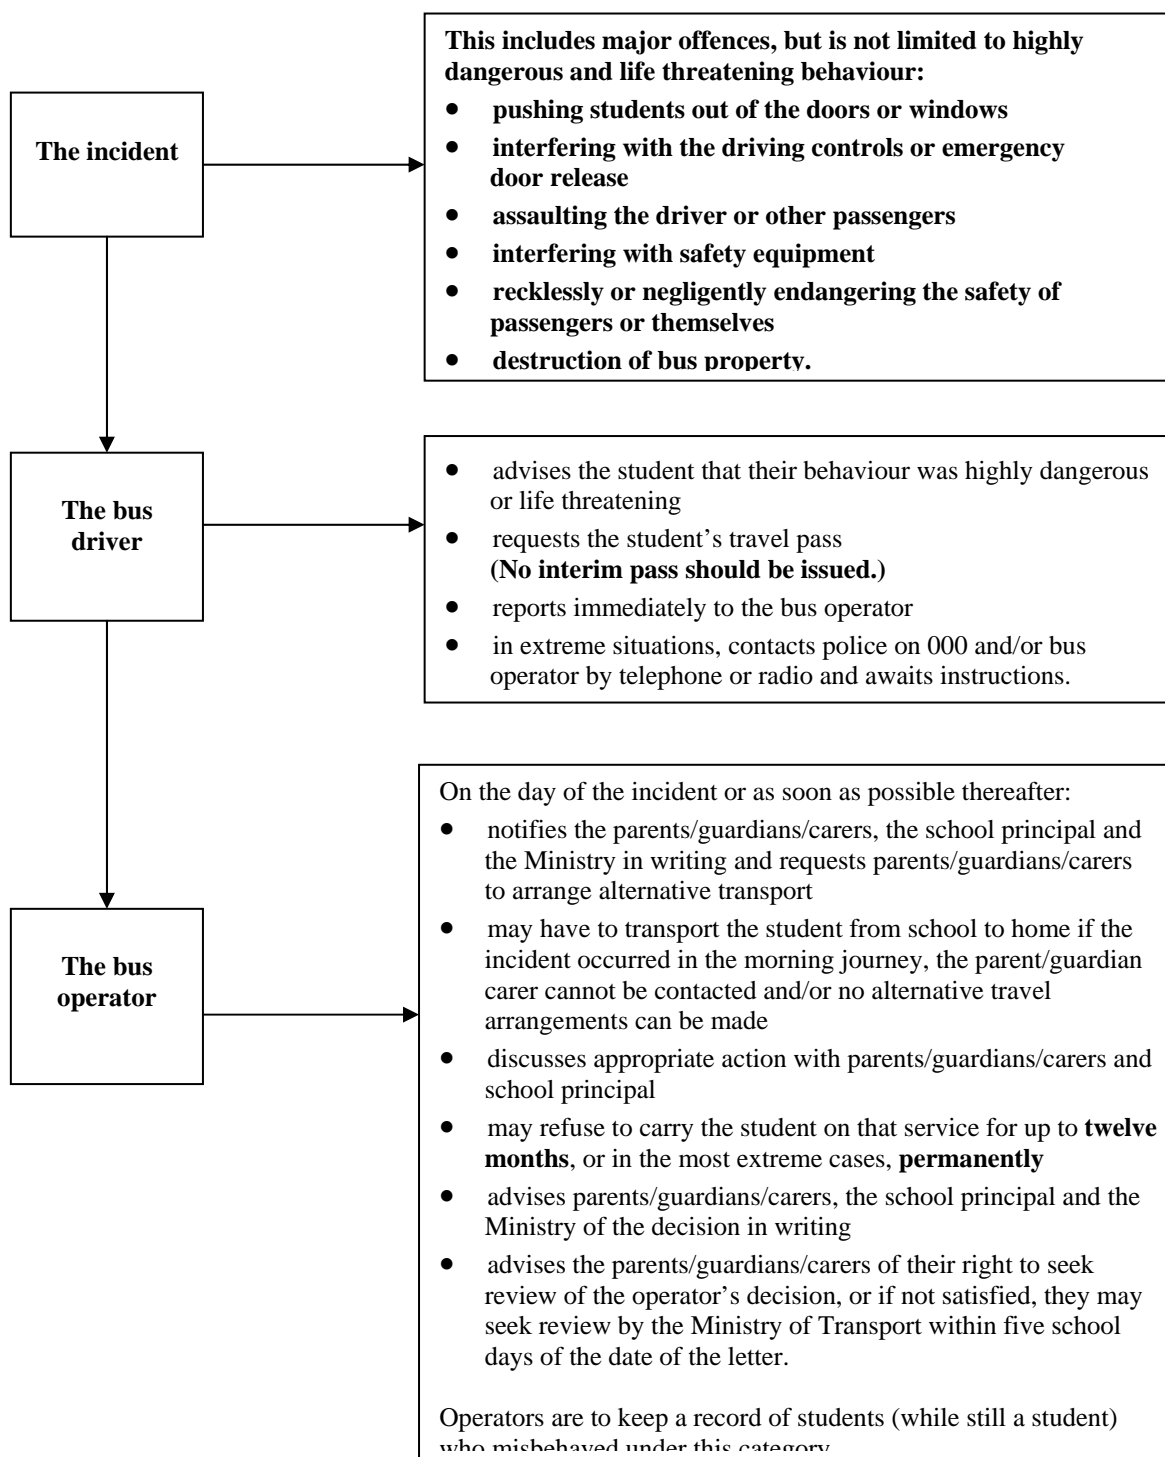 This includes major offences, but is not limited to highly
dangerous and life threatening behaviour:
● pushing students out of the doors or windows
The incident
● interfering with the driving controls or emergency
door release
● assaulting the driver or other passengers
● interfering with safety equipment
● recklessly or negligently endangering the safety of
passengers or themselves
● destruction of bus property.
The bus
driver
● advises the student that their behaviour was highly dangerous
or life threatening
● requests the student’s travel pass
(No interim pass should be issued.)
● reports immediately to the bus operator
● in extreme situations, contacts police on 000 and/or bus
operator by telephone or radio and awaits instructions.
The bus
operator
On the day of the incident or as soon as possible thereafter:
● notifies the parents/guardians/carers, the school principal and
the Ministry in writing and requests parents/guardians/carers
to arrange alternative transport
● may have to transport the student from school to home if the
incident occurred in the morning journey, the parent/guardian
carer cannot be contacted and/or no alternative travel
arrangements can be made
● discusses appropriate action with parents/guardians/carers and
school principal
● may refuse to carry the student on that service for up to twelve
months, or in the most extreme cases, permanently
● advises parents/guardians/carers, the school principal and the
Ministry of the decision in writing
● advises the parents/guardians/carers of their right to seek
review of the operator’s decision, or if not satisfied, they may
seek review by the Ministry of Transport within five school
days of the date of the letter.
Operators are to keep a record of students (while still a student)
who misbehaved under this category